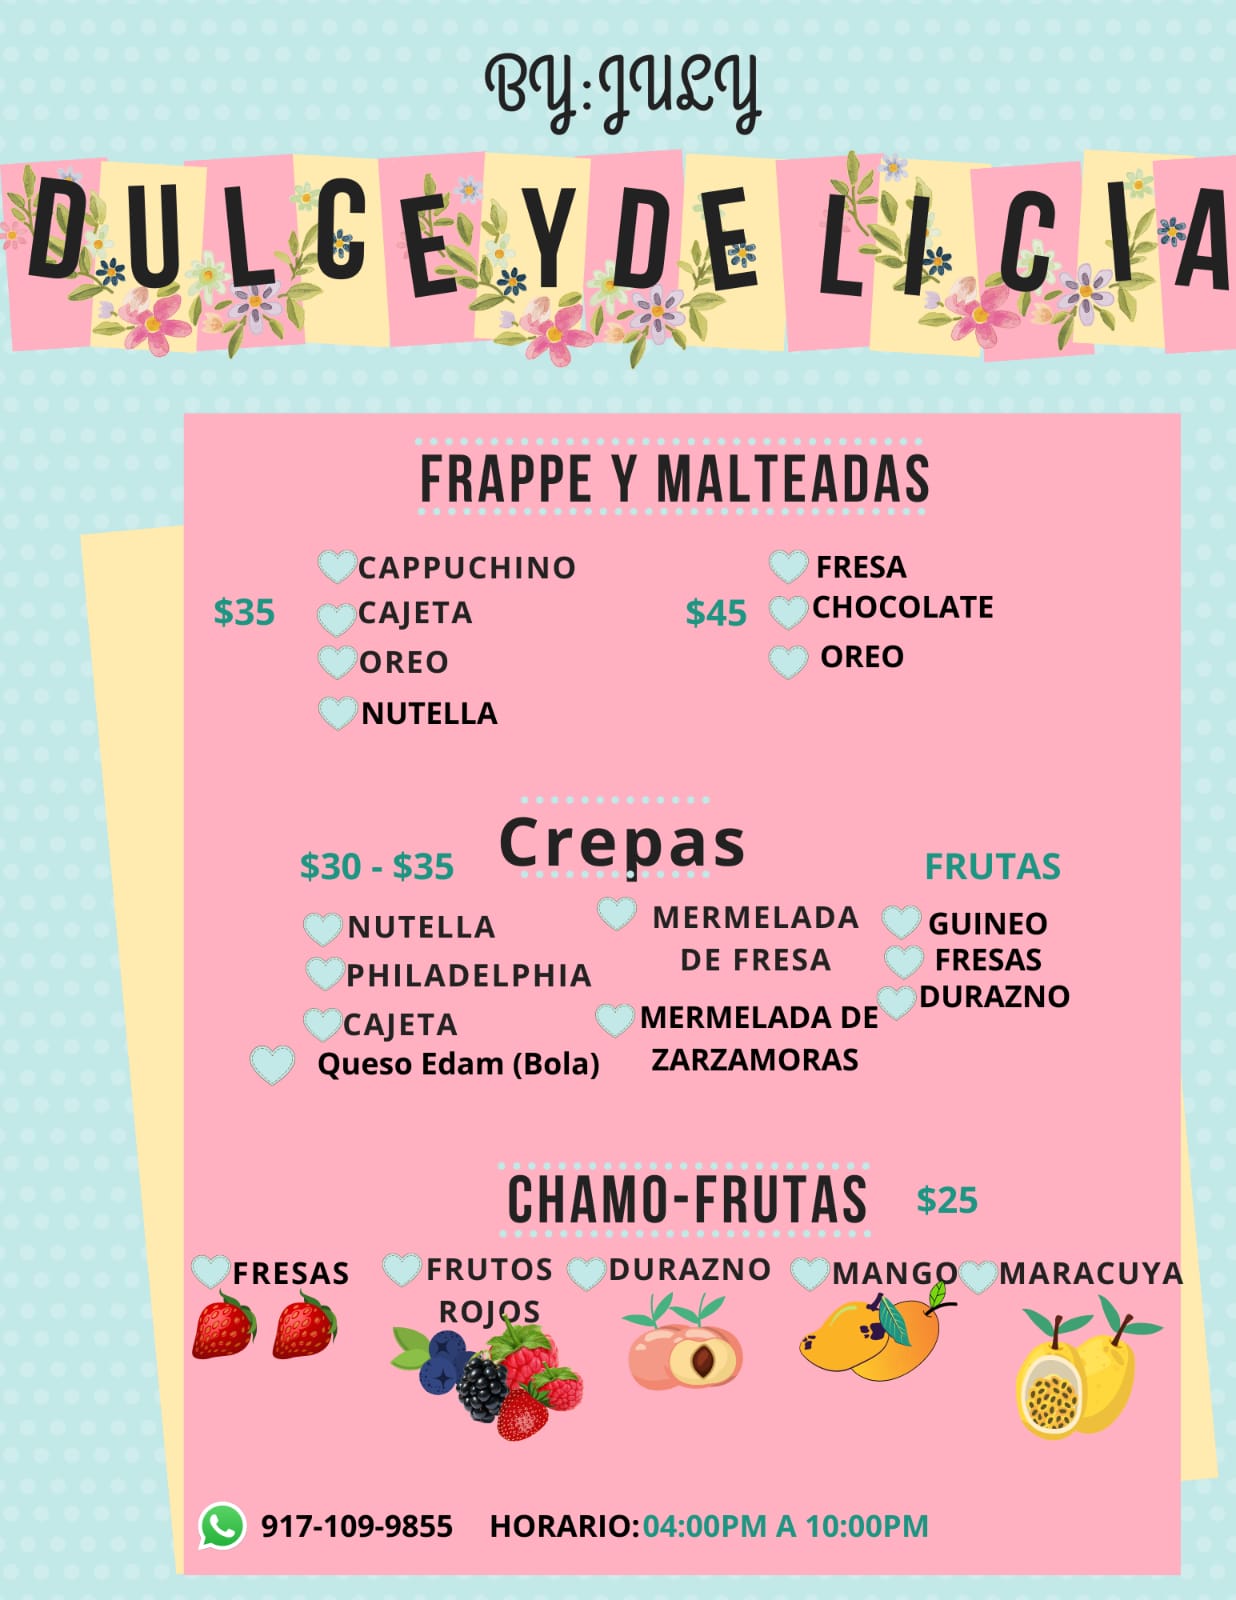 BY:JULY
DULCEYDE LICIA
FRAPPE Y MALTEADAS
$35
CAPPUCHINO
CAJETA
OREO
NUTELLA
$45
FRESA
CHOCOLATE
OREO
Crepas
$30 - $35
NUTELLA
PHILADELPHIA
CAJETA
Queso Edam (Bola)
MERMELADA
DE FRESA
MERMELADA DE
ZARZAMORAS
FRUTAS
GUINEO
FRESAS
DURAZNO
CHAMO-FRUTAS $25
FRESAS
FRUTOS
ROJOS
DURAZNO
MANGO
MARACUYA
917-109-9855 HORARIO:04:00PM A 10:00PM